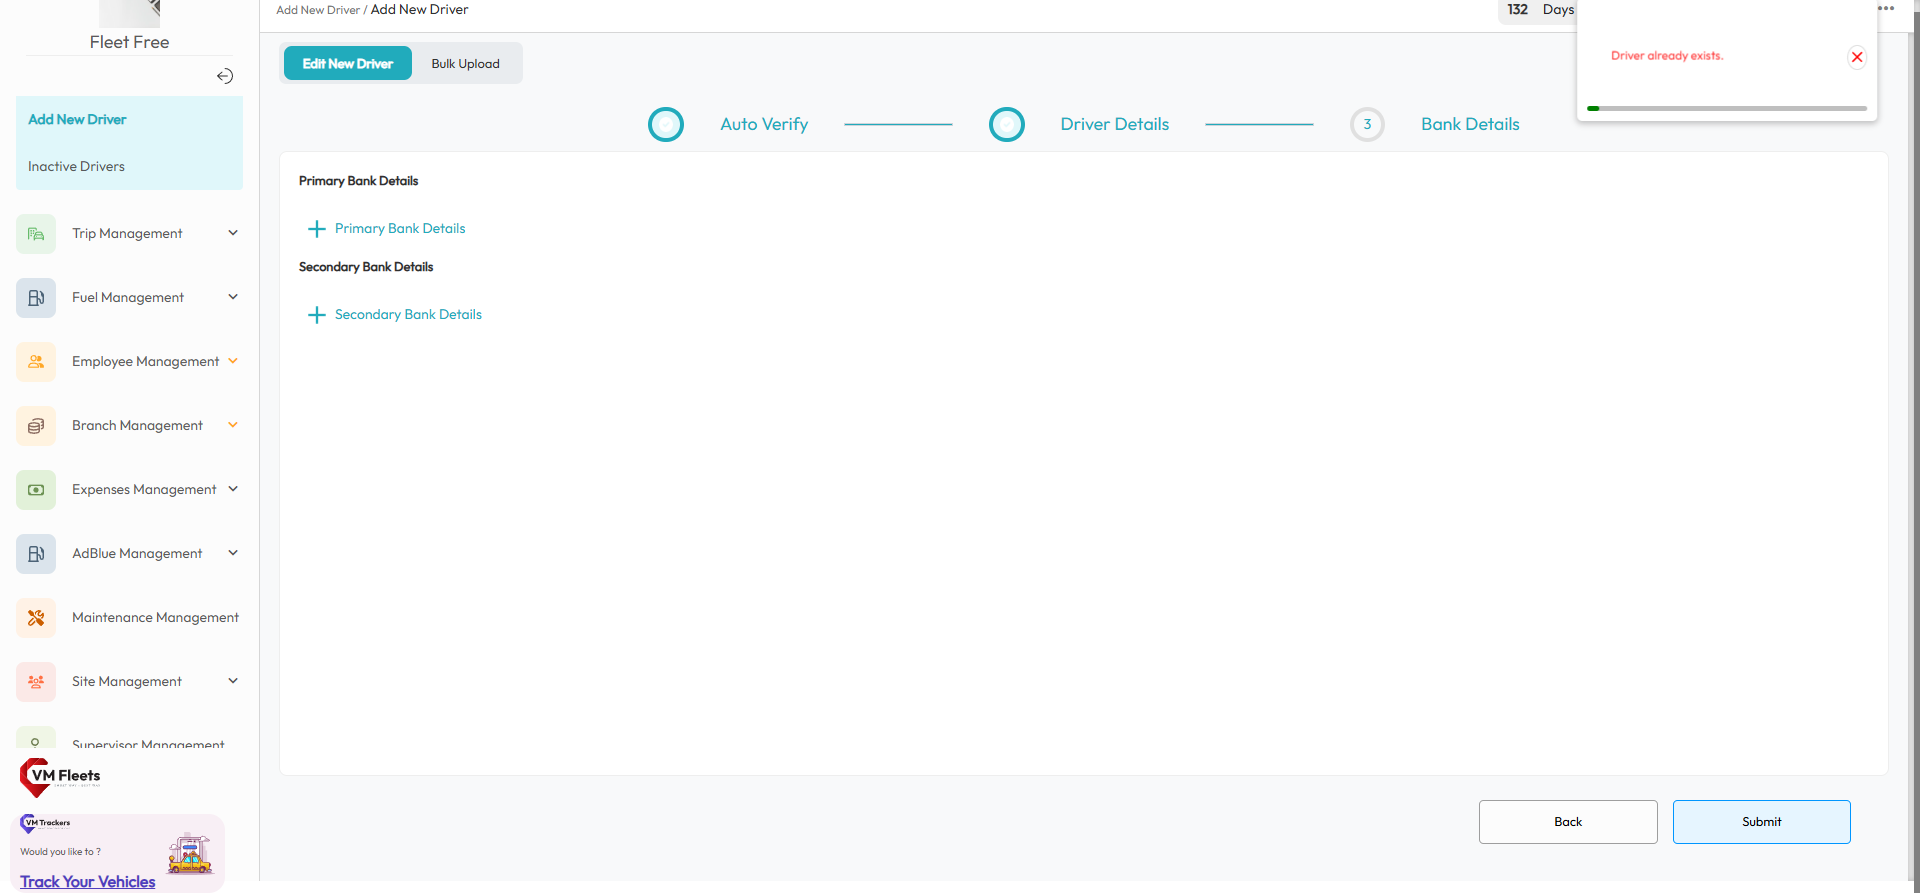 Fleet Free
Add New Driver
Inactive Drivers
Trip Management
Fuel Management
Employee Management
Branch Management
Expenses Management
AdBlue Management
Maintenance Management
Site Management
Supervisor Management
VM Fleets
VM Trackers
Would you like to ?
Track Your Vehicles
Add New Driver / Add New Driver
132 Days
Driver already exists.
Edit New Driver
Bulk Upload
Auto Verify
Driver Details
3 Bank Details
Primary Bank Details
Primary Bank Details
Secondary Bank Details
Secondary Bank Details
Back
Submit